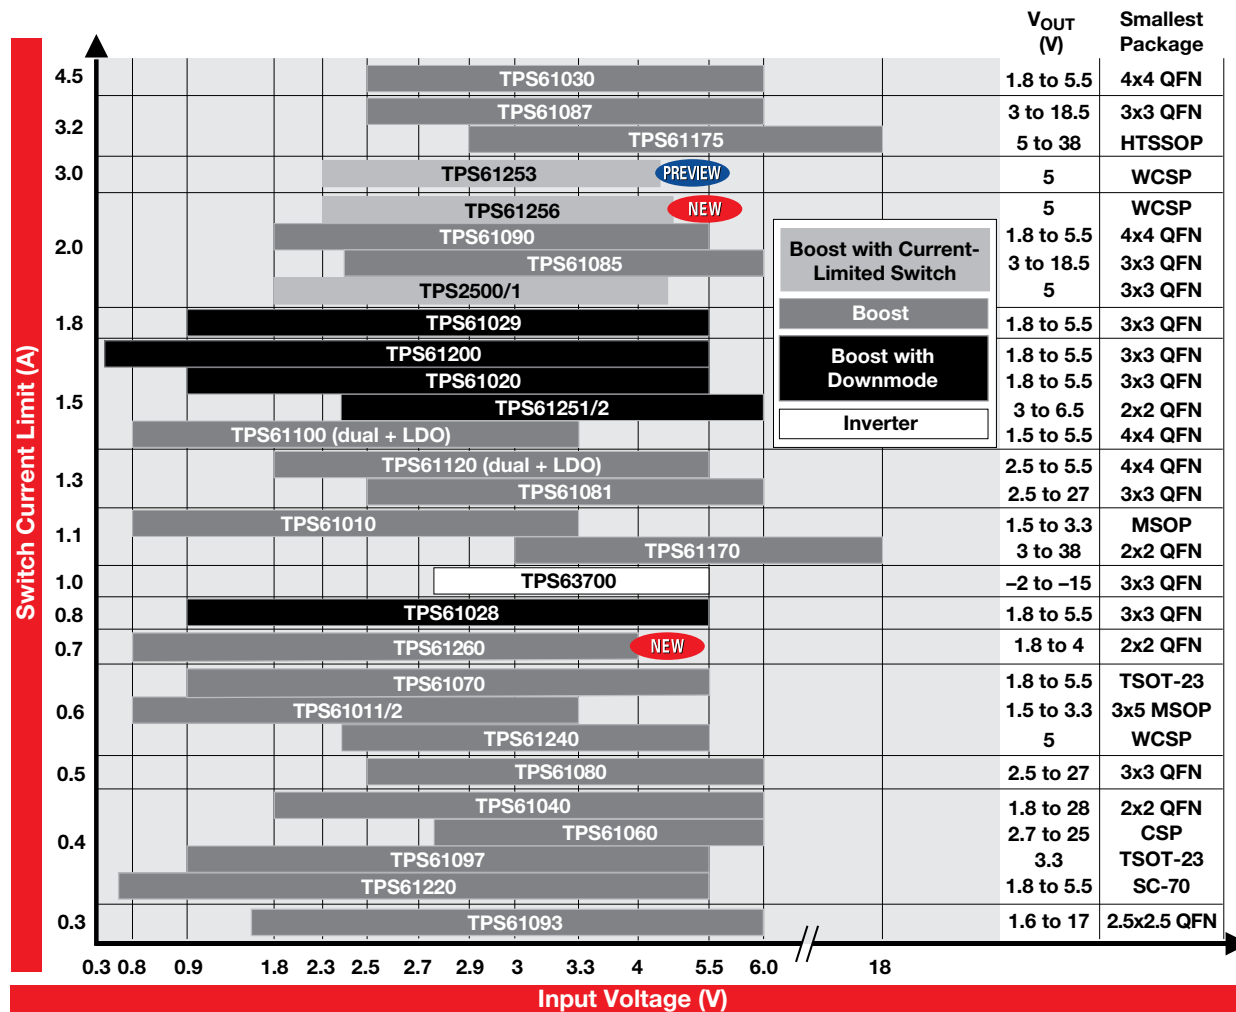 VOUT
(V)
Smallest
Package
4.5
TPS61030
1.8 to 5.5
4x4 QFN
3.2
TPS61087
3 to 18.5
3x3 QFN
TPS61175
5 to 38
HTSSOP
3.0
TPS61253
PREVIEW
5
WCSP
2.0
TPS61256
NEW
5
WCSP
TPS61090
1.8 to 5.5
4x4 QFN
TPS61085
3 to 18.5
3x3 QFN
TPS2500/1
5
3x3 QFN
Boost with Current-
Limited Switch
Boost
Boost with
Downmode
Inverter
1.8
TPS61029
1.8 to 5.5
3x3 QFN
1.5
TPS61200
1.8 to 5.5
3x3 QFN
TPS61020
1.8 to 5.5
3x3 QFN
TPS61251/2
3 to 6.5
2x2 QFN
TPS61100 (dual + LDO)
1.5 to 5.5
4x4 QFN
1.3
TPS61120 (dual + LDO)
2.5 to 5.5
4x4 QFN
TPS61081
2.5 to 27
3x3 QFN
1.1
TPS61010
1.5 to 3.3
MSOP
TPS61170
3 to 38
2x2 QFN
1.0
TPS63700
–2 to –15
3x3 QFN
0.8
TPS61028
1.8 to 5.5
3x3 QFN
0.7
TPS61260
NEW
1.8 to 4
2x2 QFN
0.6
TPS61070
1.8 to 5.5
TSOT-23
TPS61011/2
1.5 to 3.3
3x5 MSOP
TPS61240
5
WCSP
0.5
TPS61080
2.5 to 27
3x3 QFN
0.4
TPS61040
1.8 to 28
2x2 QFN
TPS61060
2.7 to 25
CSP
TPS61097
3.3
TSOT-23
TPS61220
1.8 to 5.5
SC-70
0.3
TPS61093
1.6 to 17
2.5x2.5 QFN
Switch Current Limit (A)
0.3 0.8 0.9 1.8 2.3 2.5 2.7 2.9 3 3.3 4 5.5 6.0 // 18
Input Voltage (V)